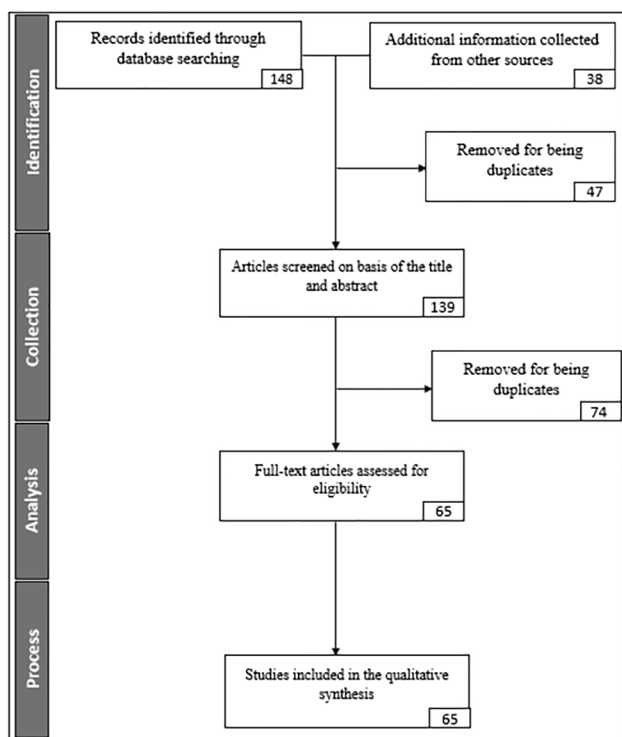 Identification
Records identified through
database searching
148
Additional information collected
from other sources
38
Removed for being
duplicates
47
Collection
Articles screened on basis of the title
and abstract
139
Removed for being
duplicates
74
Analysis
Full-text articles assessed for
eligibility
65
Process
Studies included in the qualitative
synthesis
65